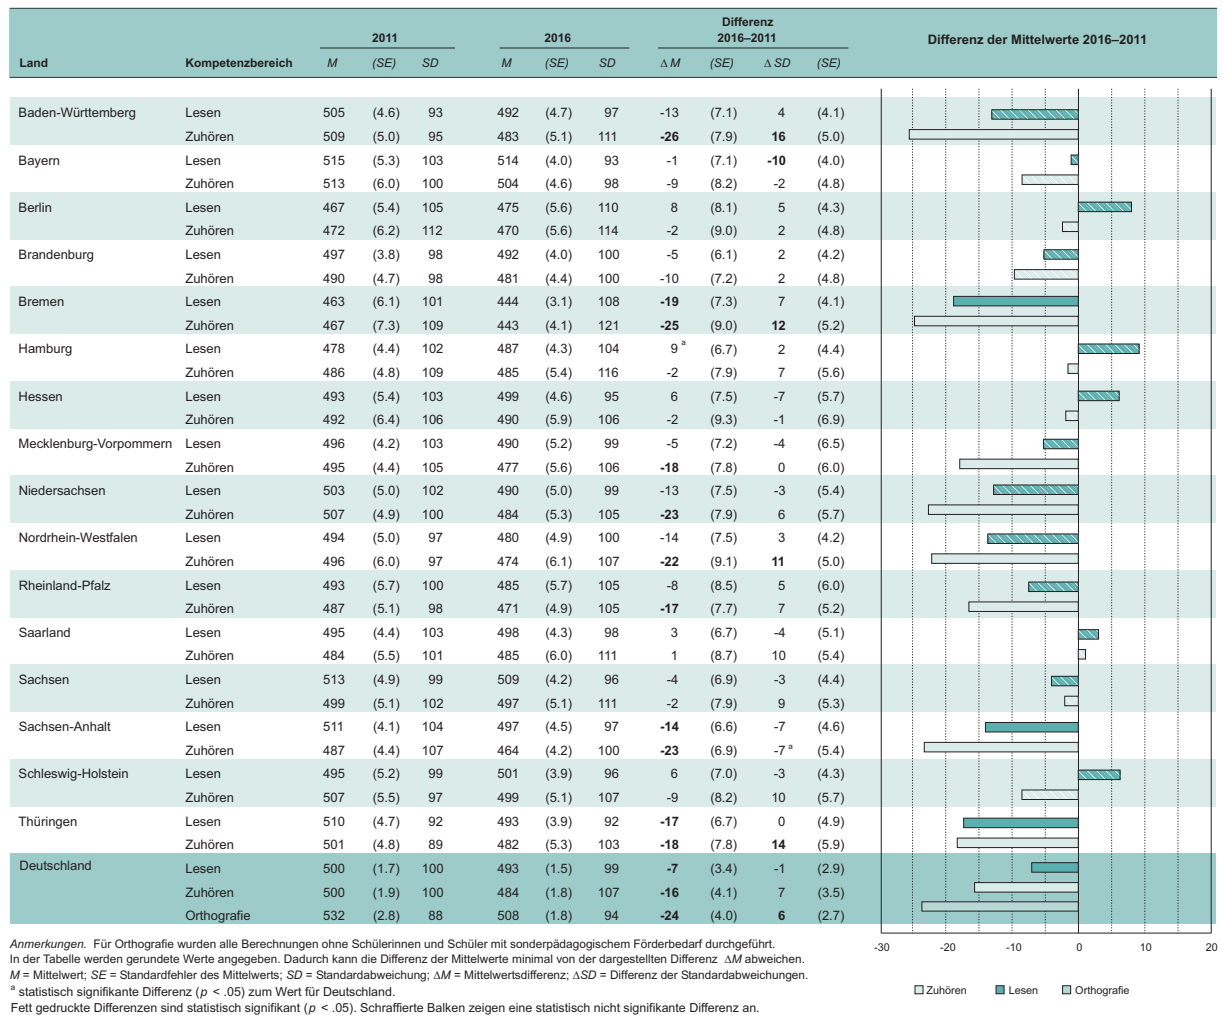 Differenz
2011 2016 2016–2011 Differenz der Mittelwerte 2016–2011
Land Kompetenzbereich M (SE) SD M (SE) SD Δ M (SE) Δ SD (SE)
Baden-Württemberg Lesen 505 (4.6) 93 492 (4.7) 97 -13 (7.1) 4 (4.1)
Zuhören 509 (5.0) 95 483 (5.1) 111 -26 (7.9) 16 (5.0)
Bayern Lesen 515 (5.3) 103 514 (4.0) 93 -1 (7.1) -10 (4.0)
Zuhören 513 (6.0) 100 504 (4.6) 98 -9 (8.2) -2 (4.8)
Berlin Lesen 467 (5.4) 105 475 (5.6) 110 8 (8.1) 5 (4.3)
Zuhören 472 (6.2) 112 470 (5.6) 114 -2 (9.0) 2 (4.8)
Brandenburg Lesen 497 (3.8) 98 492 (4.0) 100 -5 (6.1) 2 (4.2)
Zuhören 490 (4.7) 98 481 (4.4) 100 -10 (7.2) 2 (4.8)
Bremen Lesen 463 (6.1) 101 444 (3.1) 108 -19 (7.3) 7 (4.1)
Zuhören 467 (7.3) 109 443 (4.1) 121 -25 (9.0) 12 (5.2)
Hamburg Lesen 478 (4.4) 102 487 (4.3) 104 9 a (6.7) 2 (4.4)
Zuhören 486 (4.8) 109 485 (5.4) 116 -2 (7.9) 7 (5.6)
Hessen Lesen 493 (5.4) 103 499 (4.6) 95 6 (7.5) -7 (5.7)
Zuhören 492 (6.4) 106 490 (5.9) 106 -2 (9.3) -1 (6.9)
Mecklenburg-Vorpommern Lesen 496 (4.2) 103 490 (5.2) 99 -5 (7.2) -4 (6.5)
Zuhören 495 (4.4) 105 477 (5.6) 106 -18 (7.8) 0 (6.0)
Niedersachsen Lesen 503 (5.0) 102 490 (5.0) 99 -13 (7.5) -3 (5.4)
Zuhören 507 (4.9) 100 484 (5.3) 105 -23 (7.9) 6 (5.7)
Nordrhein-Westfalen Lesen 494 (5.0) 97 480 (4.9) 100 -14 (7.5) 3 (4.2)
Zuhören 496 (6.0) 97 474 (6.1) 107 -22 (9.1) 11 (5.0)
Rheinland-Pfalz Lesen 493 (5.7) 100 485 (5.7) 105 -8 (8.5) 5 (6.0)
Zuhören 487 (5.1) 98 471 (4.9) 105 -17 (7.7) 7 (5.2)
Saarland Lesen 495 (4.4) 103 498 (4.3) 98 3 (6.7) -4 (5.1)
Zuhören 484 (5.5) 101 485 (6.0) 111 1 (8.7) 10 (5.4)
Sachsen Lesen 513 (4.9) 99 509 (4.2) 96 -4 (6.9) -3 (4.4)
Zuhören 499 (5.1) 102 497 (5.1) 111 -2 (7.9) 9 (5.3)
Sachsen-Anhalt Lesen 511 (4.1) 104 497 (4.5) 97 -14 (6.6) -7 (4.6)
Zuhören 487 (4.4) 107 464 (4.2) 100 -23 (6.9) -7 a (5.4)
Schleswig-Holstein Lesen 495 (5.2) 99 501 (3.9) 96 6 (7.0) -3 (4.3)
Zuhören 507 (5.5) 97 499 (5.1) 107 -9 (8.2) 10 (5.7)
Thüringen Lesen 510 (4.7) 92 493 (3.9) 92 -17 (6.7) 0 (4.9)
Zuhören 501 (4.8) 89 482 (5.3) 103 -18 (7.8) 14 (5.9)
Deutschland Lesen 500 (1.7) 100 493 (1.5) 99 -7 (3.4) -1 (2.9)
Zuhören 500 (1.9) 100 484 (1.8) 107 -16 (4.1) 7 (3.5)
Orthografie 532 (2.8) 88 508 (1.8) 94 -24 (4.0) 6 (2.7)
-30 -20 -10 0 10 20
Zuhören Lesen Orthografie
Anmerkungen. Für Orthografie wurden alle Berechnungen ohne Schülerinnen und Schüler mit sonderpädagogischem Förderbedarf durchgeführt.
In der Tabelle werden gerundete Werte angegeben. Dadurch kann die Differenz der Mittelwerte minimal von der dargestellten Differenz ΔM abweichen.
M = Mittelwert; SE = Standardfehler des Mittelwerts; SD = Standardabweichung; ΔM = Mittelwertsdifferenz; ΔSD = Differenz der Standardabweichungen.
a statistisch signifikante Differenz (p < .05) zum Wert für Deutschland.
Fett gedruckte Differenzen sind statistisch signifikant (p < .05). Schraffierte Balken zeigen eine statistisch nicht signifikante Differenz an.